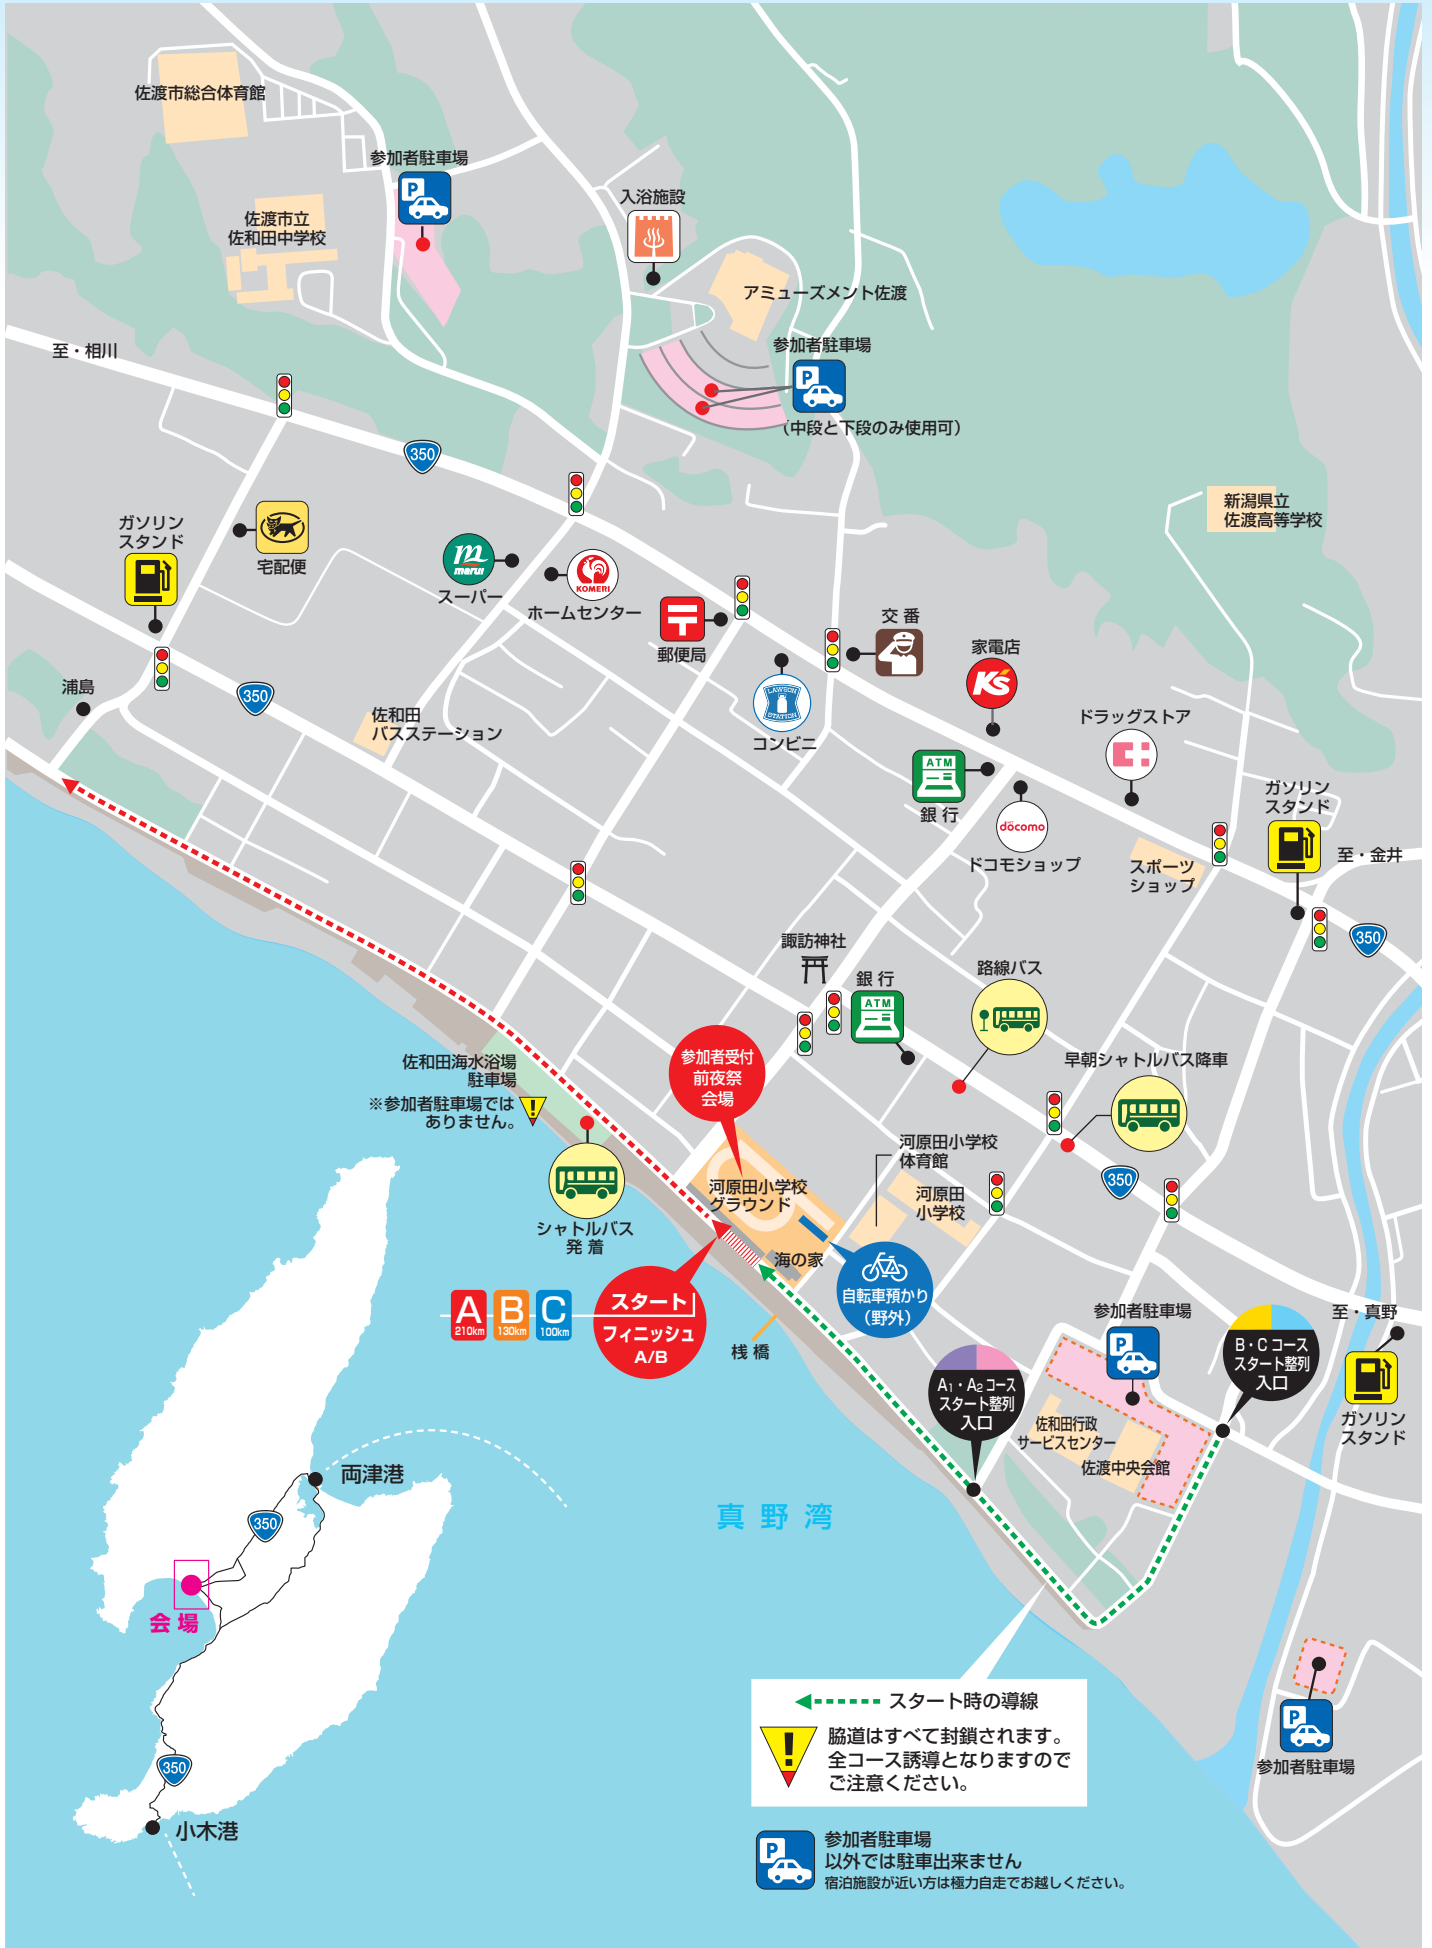 佐渡市総合体育館
参加者駐車場
P
佐渡市立
佐和田中学校
入浴施設
アミューズメント佐渡
参加者駐車場
P
(中段と下段のみ使用可)
至・相川
350
新潟県立
佐渡高等学校
ガソリン
スタンド
宅配便
m
marui
スーパー
KOMERI
ホームセンター
郵便局
交 番
家電店
K's
LAWSON
STATION
コンビニ
ドラッグストア
浦島
350
佐和田
バスステーション
ATM
銀 行
docomo
ドコモショップ
ガソリン
スタンド
至・金井
スポーツ
ショップ
350
諏訪神社
銀 行
ATM
路線バス
早朝シャトルバス降車
参加者受付
前夜祭
会場
佐和田海水浴場
駐車場
※参加者駐車場では
ありません。
!
シャトルバス
発 着
河原田小学校
グラウンド
河原田小学校
体育館
河原田
小学校
350
海の家
自転車預かり
(野外)
A
210km
B
130km
C
100km
スタート
フィニッシュ
A/B
桟 橋
参加者駐車場
P
B・C コース
スタート整列
入口
至・真野
ガソリン
スタンド
A1・A2 コース
スタート整列
入口
佐和田行政
サービスセンター
佐渡中央会館
真 野 湾
両津港
350
会 場
350
小木港
スタート時の導線
!
脇道はすべて封鎖されます。
全コース誘導となりますので
ご注意ください。
P
参加者駐車場
P
参加者駐車場
以外では駐車出来ません
宿泊施設が近い方は極力自走でお越しください。